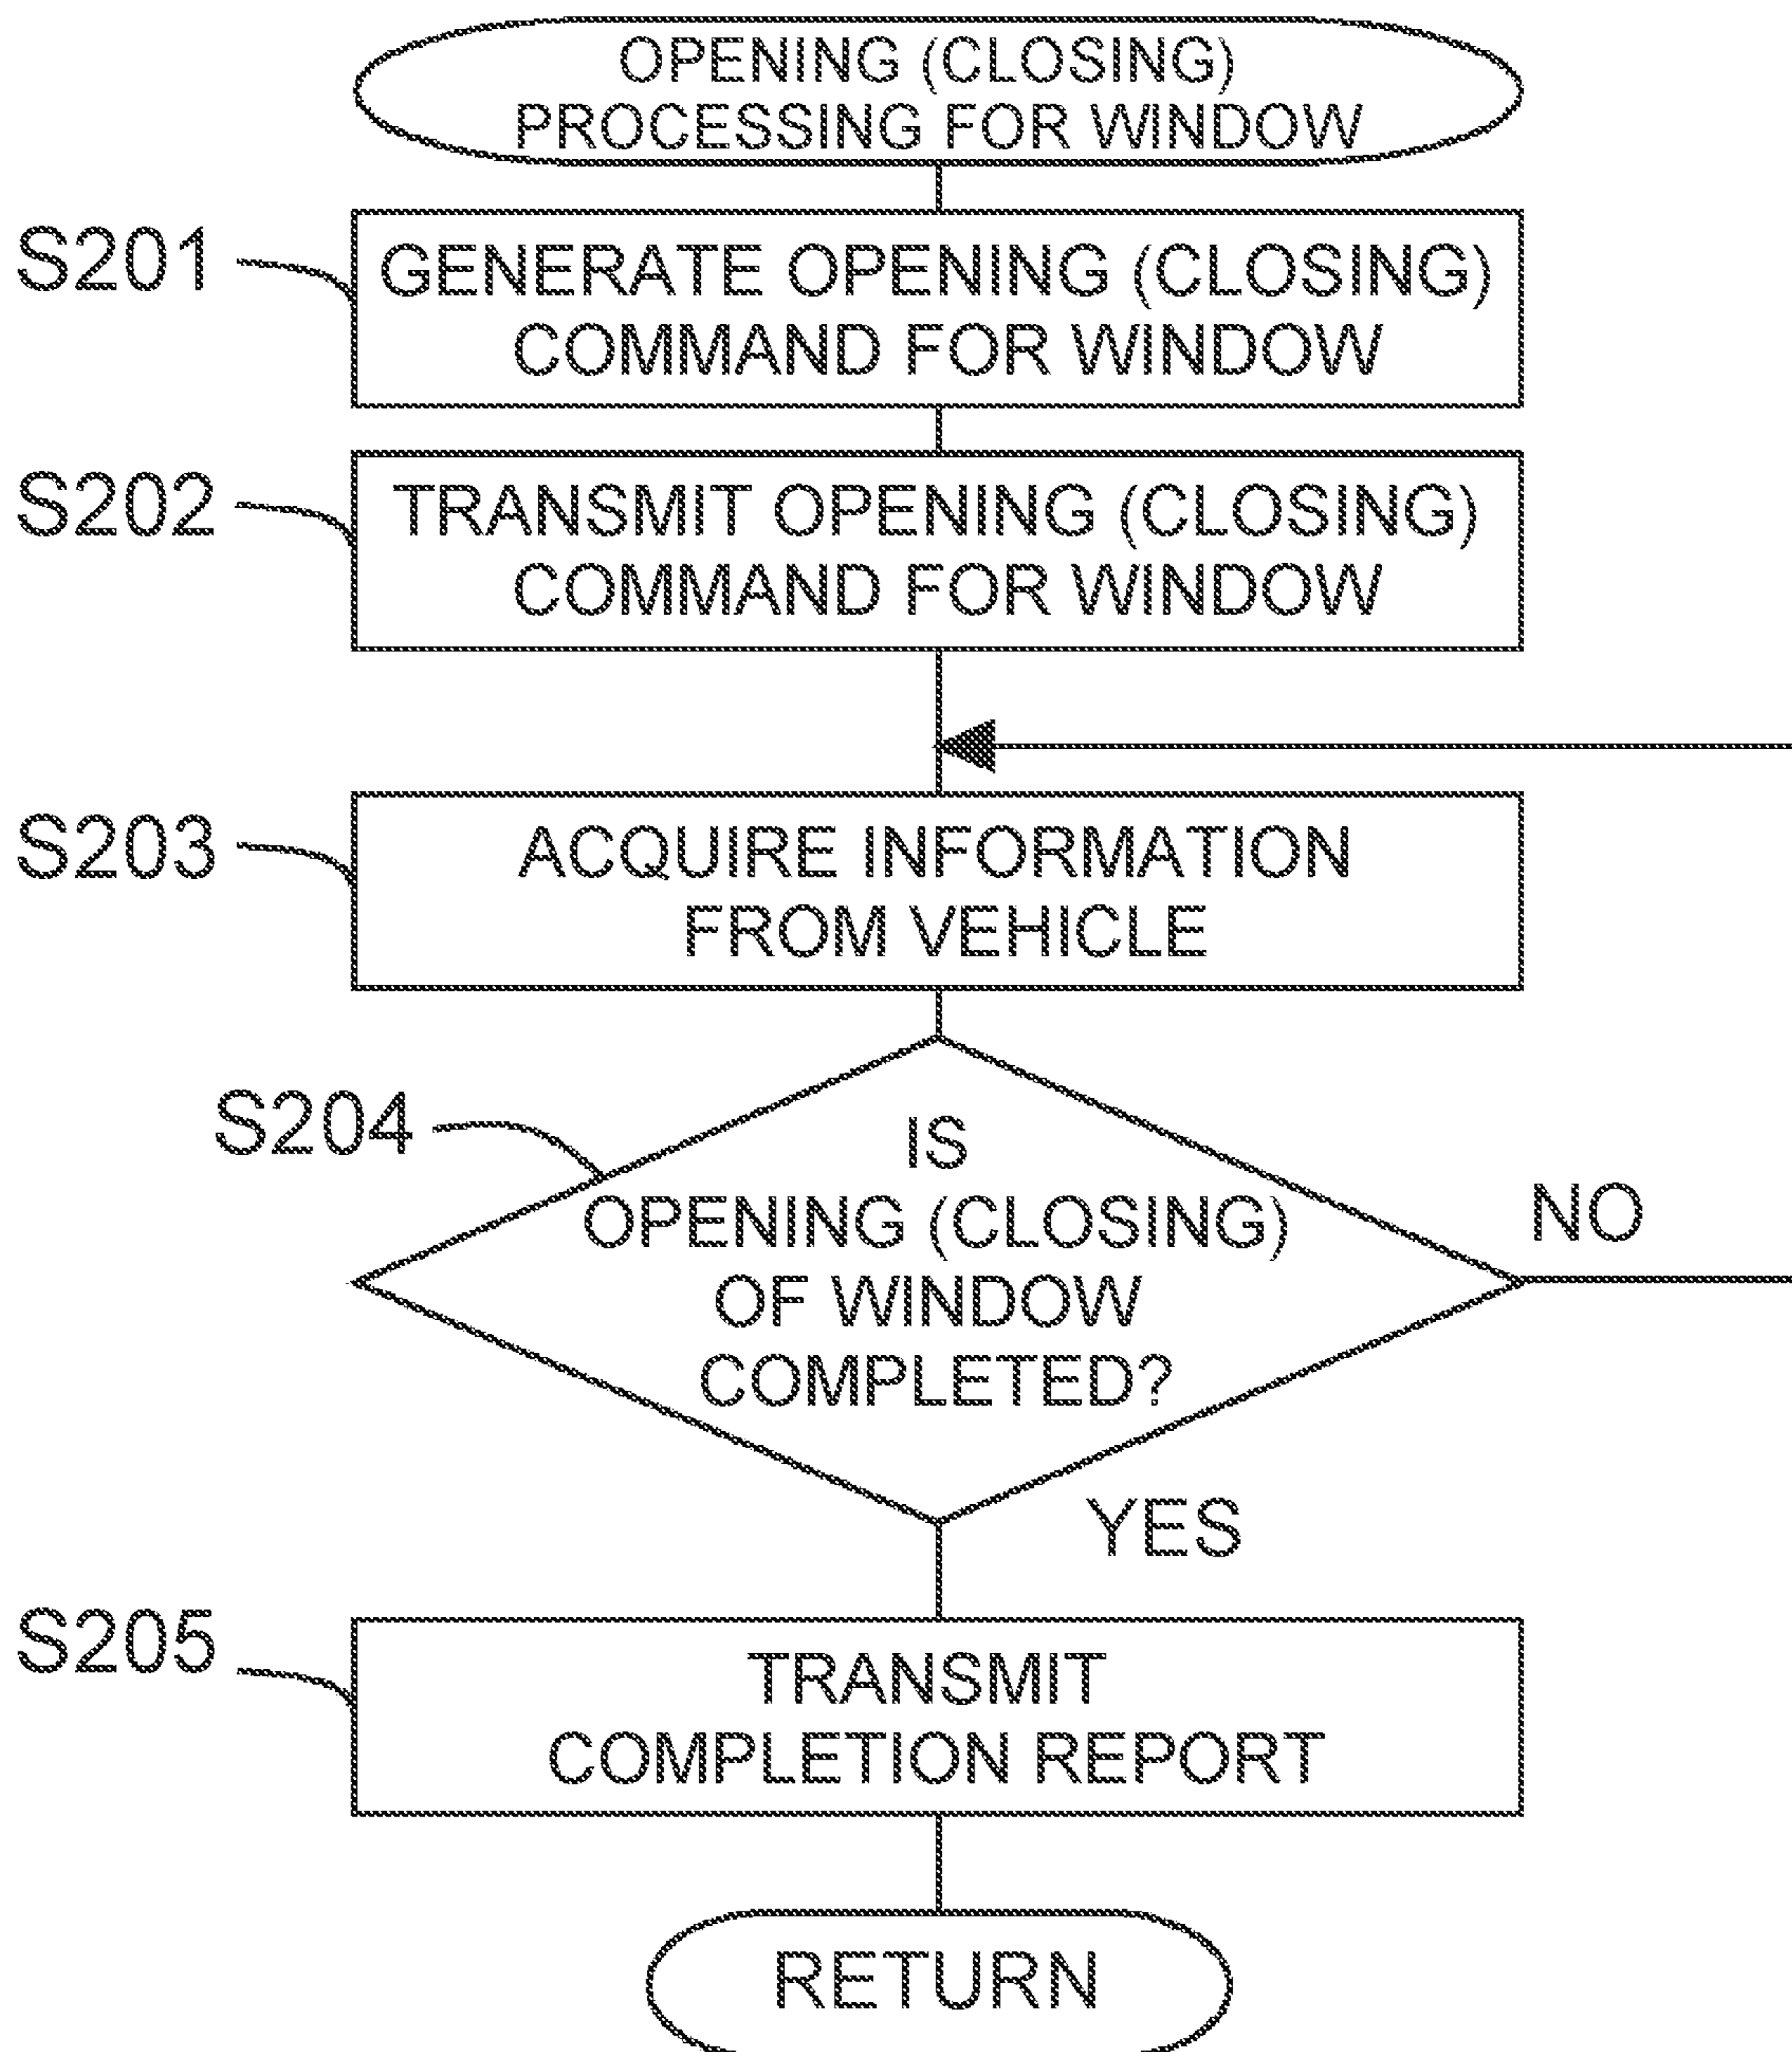 OPENING (CLOSING)
PROCESSING FOR WINDOW
S201
GENERATE OPENING (CLOSING)
COMMAND FOR WINDOW
S202
TRANSMIT OPENING (CLOSING)
COMMAND FOR WINDOW
S203
ACQUIRE INFORMATION
FROM VEHICLE
S204
IS
OPENING (CLOSING)
OF WINDOW
COMPLETED?
NO
YES
S205
TRANSMIT
COMPLETION REPORT
RETURN